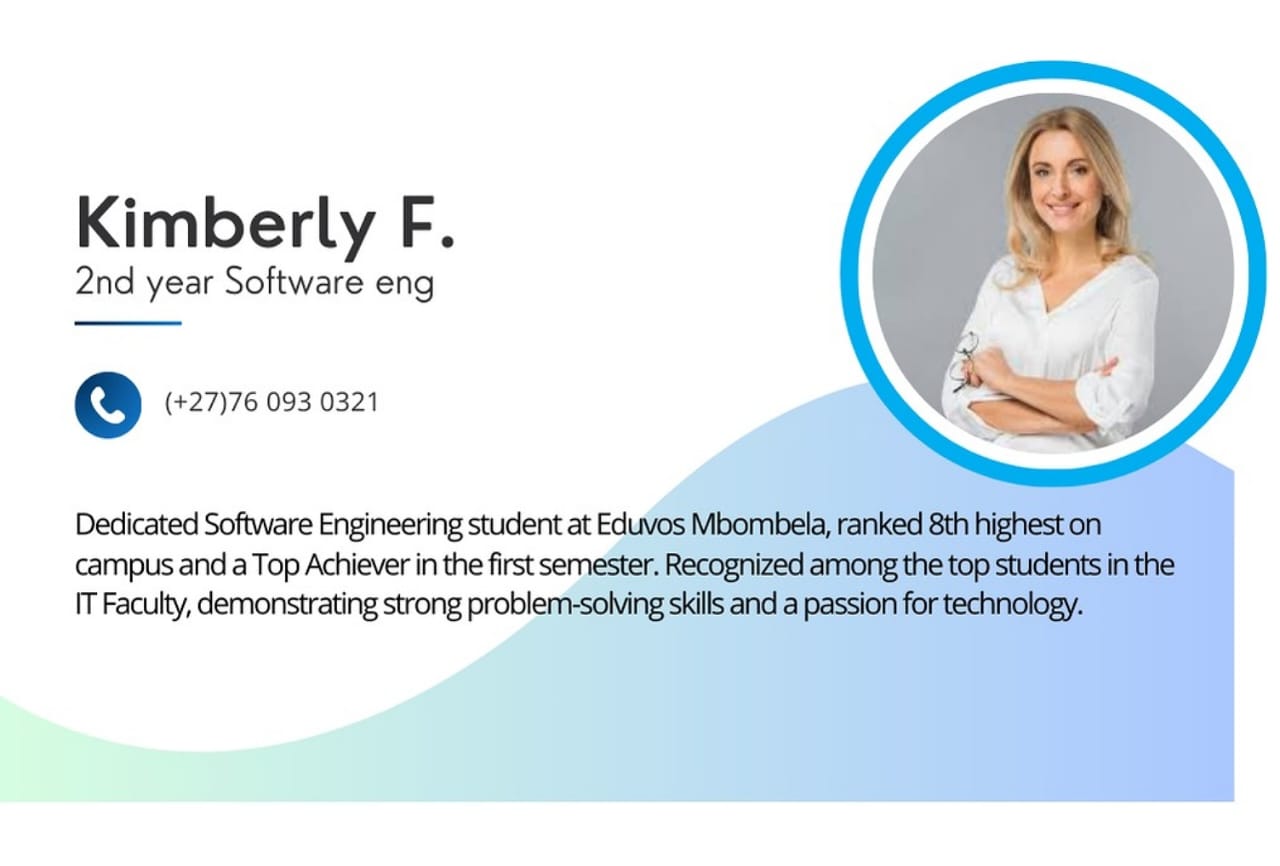 Kimberly F.
2nd year Software eng
(+27)76 093 0321
Dedicated Software Engineering student at Eduvos Mbombela, ranked 8th highest on
campus and a Top Achiever in the first semester. Recognized among the top students in the
IT Faculty, demonstrating strong problem-solving skills and a passion for technology.